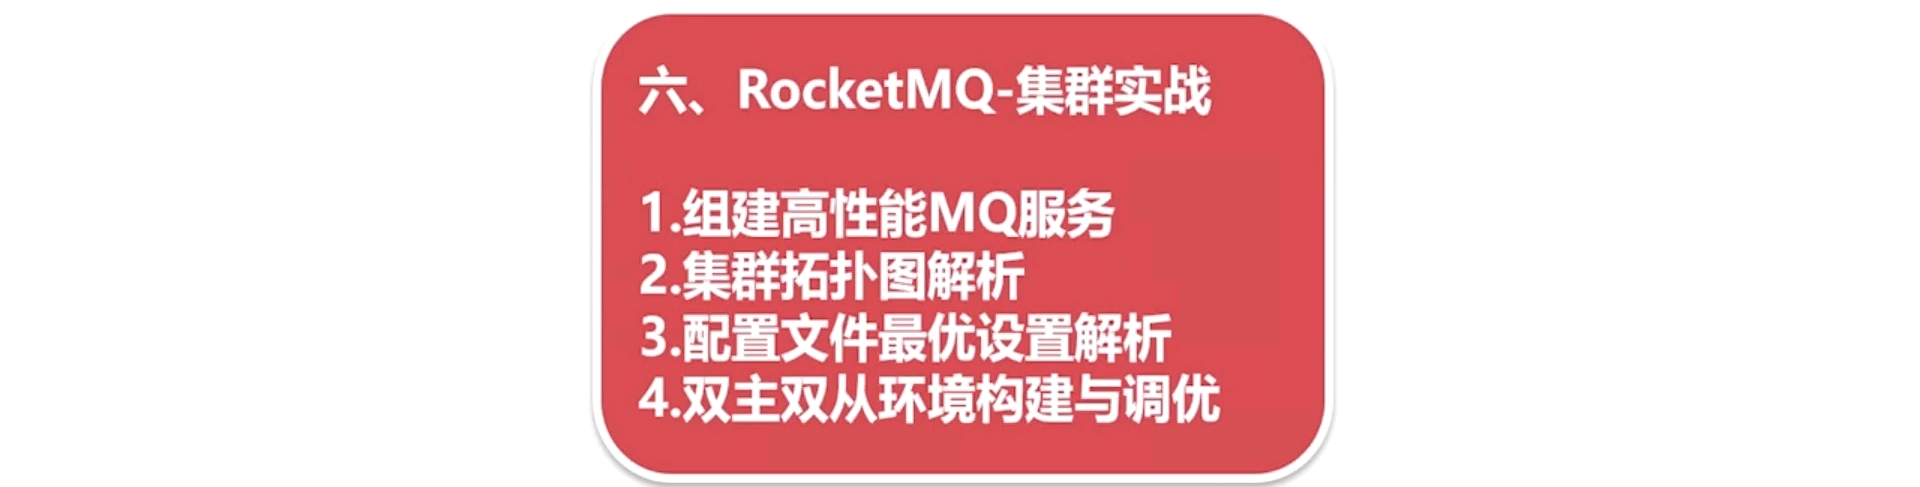 六、RocketMQ-集群实战
1.组建高性能MQ服务
2.集群拓扑图解析
3.配置文件最优设置解析
4.双主双从环境构建与调优